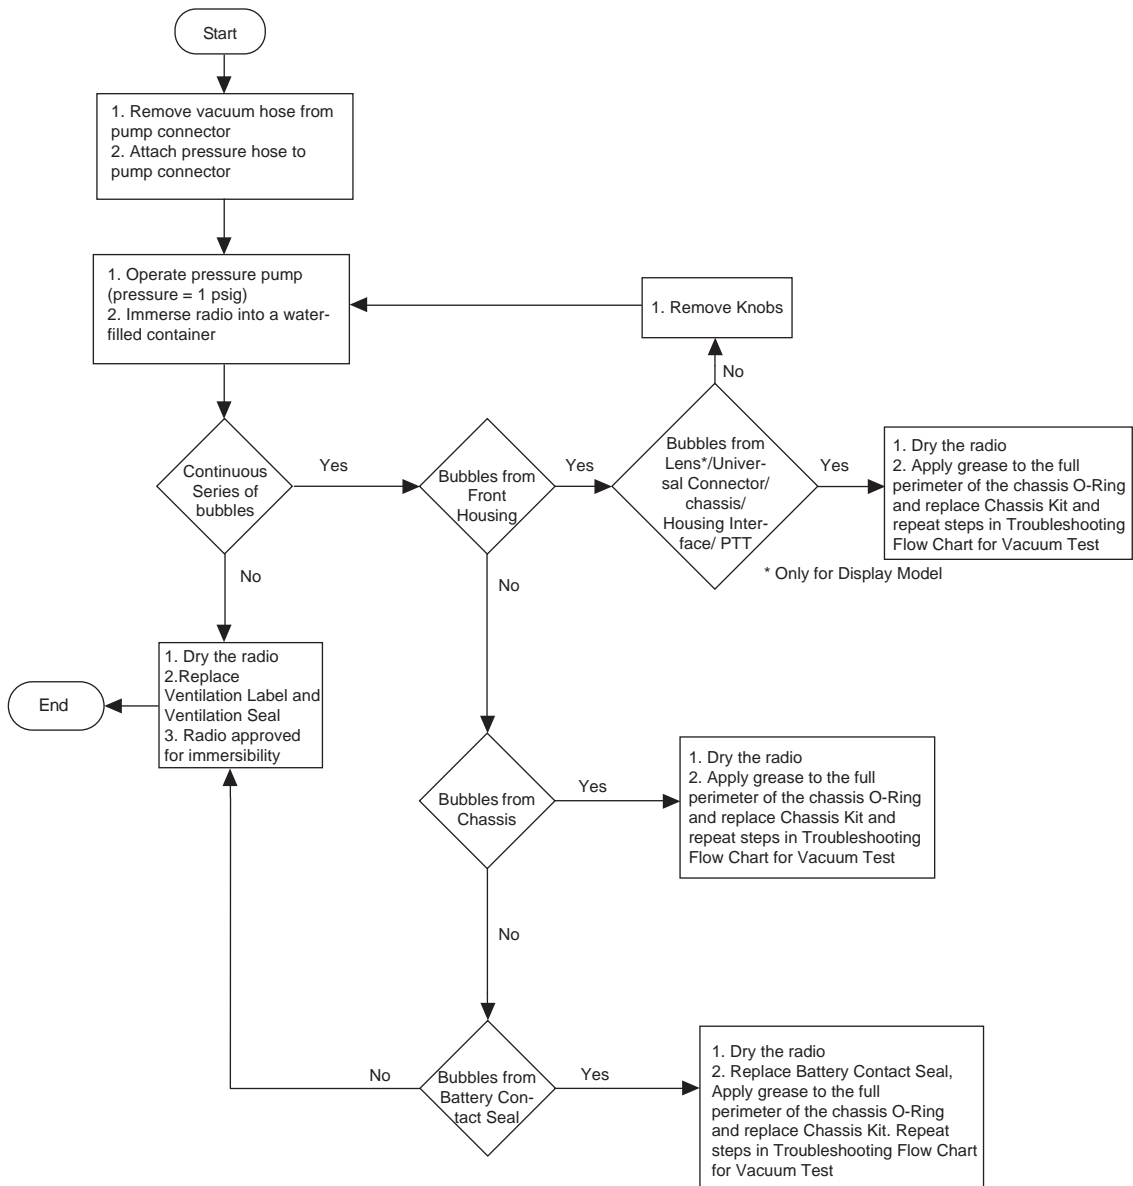 Start
1. Remove vacuum hose from
pump connector
2. Attach pressure hose to
pump connector
1. Operate pressure pump
(pressure = 1 psig)
2. Immerse radio into a water-
filled container
1. Remove Knobs
No
Continuous
Series of
bubbles
Yes
Bubbles from
Front
Housing
Yes
Bubbles from
Lens*/Univer-
sal Connector/
chassis/
Housing Inter-
face/ PTT
Yes
1. Dry the radio
2. Apply grease to the full
perimeter of the chassis O-Ring
and replace Chassis Kit and
repeat steps in Troubleshooting
Flow Chart for Vacuum Test
* Only for Display Model
No
No
1. Dry the radio
2.Replace
Ventilation Label and
Ventilation Seal
3. Radio approved
for immersibility
End
Bubbles from
Chassis
Yes
1. Dry the radio
2. Apply grease to the full
perimeter of the chassis O-Ring
and replace Chassis Kit and
repeat steps in Troubleshooting
Flow Chart for Vacuum Test
No
No
Bubbles from
Battery Con-
tact Seal
Yes
1. Dry the radio
2. Replace Battery Contact Seal,
Apply grease to the full
perimeter of the chassis O-Ring
and replace Chassis Kit. Repeat
steps in Troubleshooting Flow Chart
for Vacuum Test